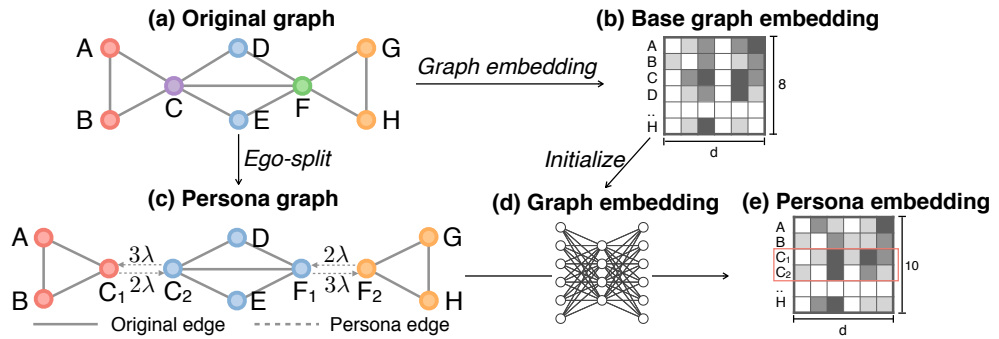 (a) Original graph
(b) Base graph embedding
A
D
G
B
C
F
E
H
Graph embedding
A
B
C
D
..
H
8
d
Ego-split
Initialize
(c) Persona graph
(d) Graph embedding
(e) Persona embedding
A
D
G
3λ
2λ
2λ
3λ
B
C1
C2
E
F1
F2
H
A
B
C1
C2
..
H
10
d
Original edge
Persona edge